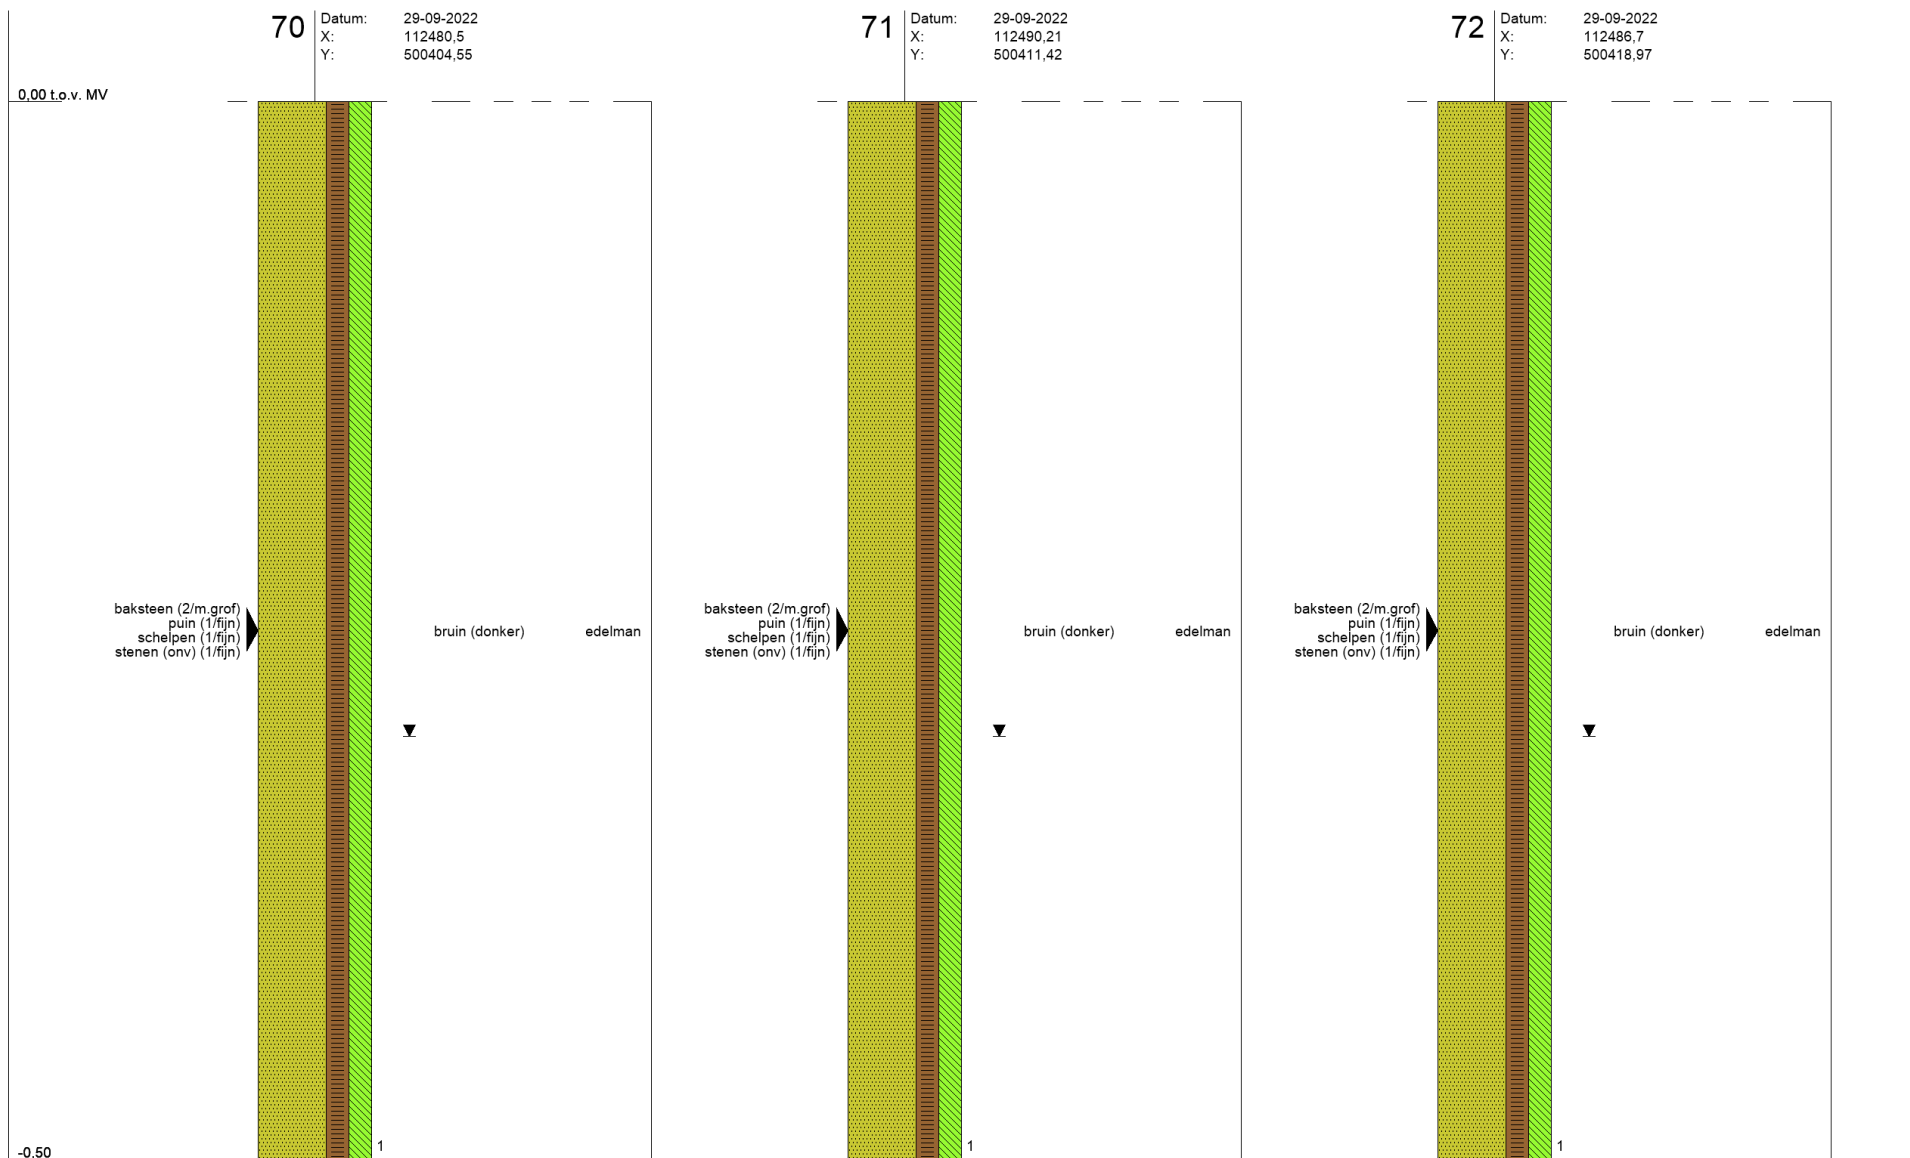 70
Datum: 29-09-2022
X: 112480,5
Y: 500404,55
71
Datum: 29-09-2022
X: 112490,21
Y: 500411,42
72
Datum: 29-09-2022
X: 112486,7
Y: 500418,97
0,00 t.o.v. MV
baksteen (2/m.grof)
puin (1/fijn)
schelpen (1/fijn)
stenen (onv) (1/fijn)
bruin (donker)
edelman
baksteen (2/m.grof)
puin (1/fijn)
schelpen (1/fijn)
stenen (onv) (1/fijn)
bruin (donker)
edelman
baksteen (2/m.grof)
puin (1/fijn)
schelpen (1/fijn)
stenen (onv) (1/fijn)
bruin (donker)
edelman
1
1
1
-0.50